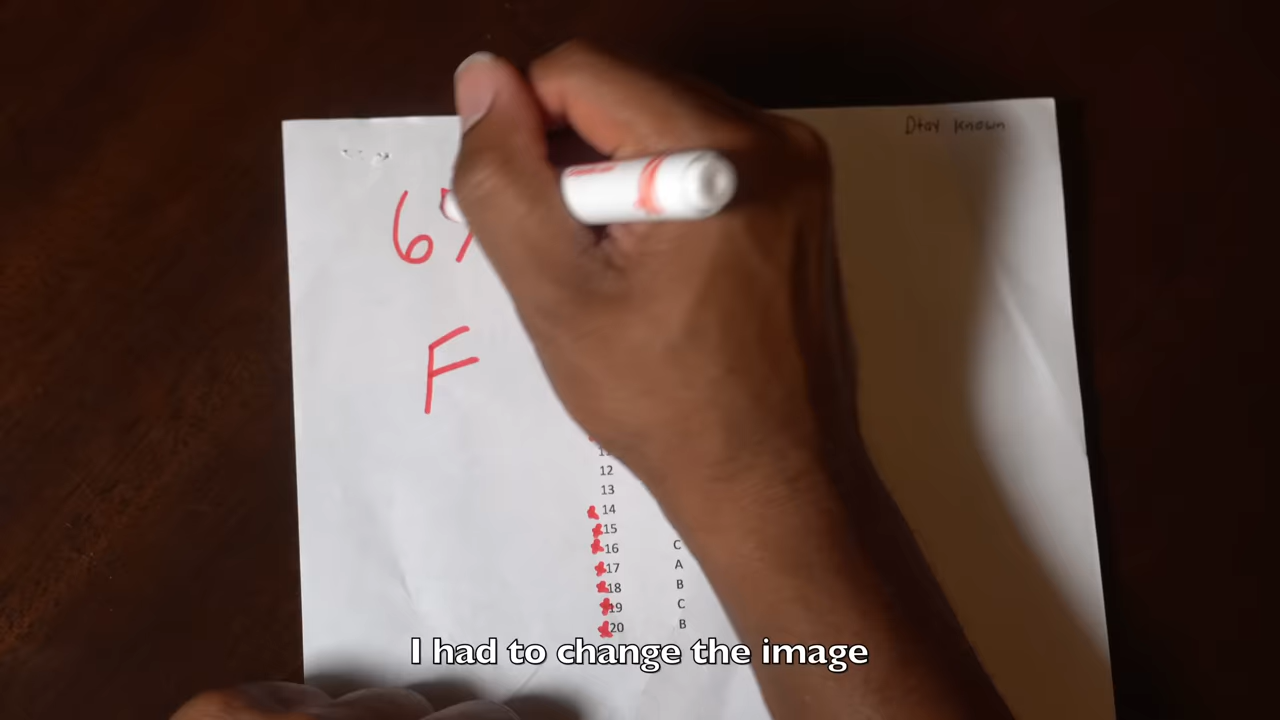 Dtay known
6
F
12
13
14
15
16 C
17 A
18 B
19 C
20 B
I had to change the image